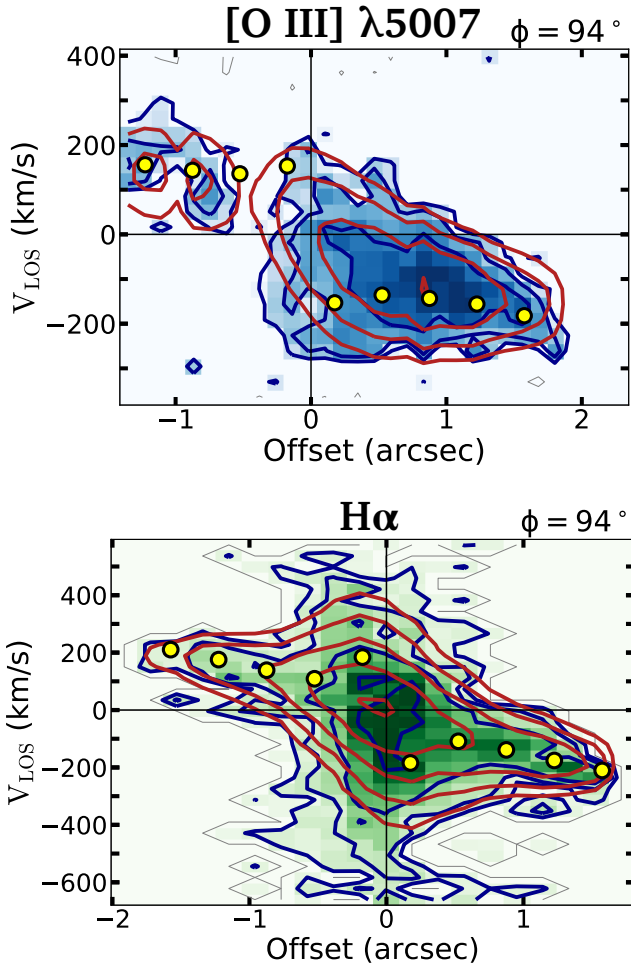 [O III] λ5007
ϕ = 94°
V_LOS (km/s)
400
200
0
−200
−1
0
1
2
Offset (arcsec)
Hα
ϕ = 94°
V_LOS (km/s)
400
200
0
−200
−400
−600
−2
−1
0
1
Offset (arcsec)